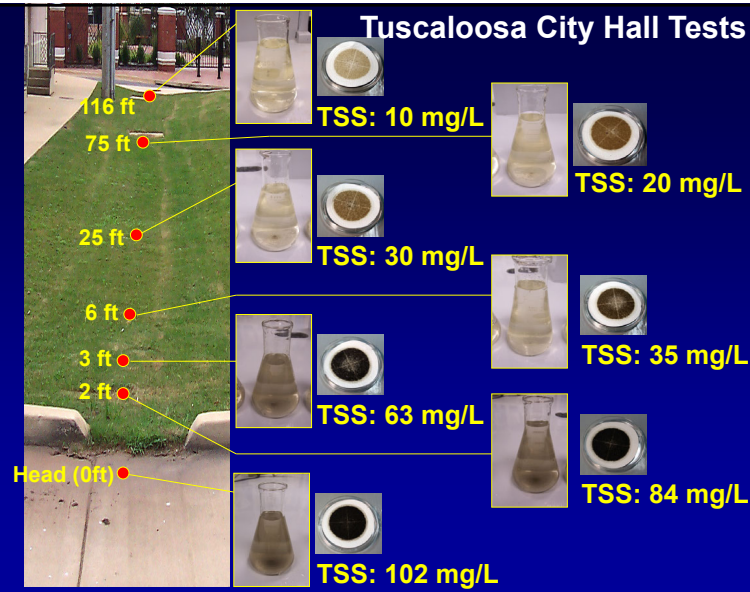 Tuscaloosa City Hall Tests
116 ft
TSS: 10 mg/L
75 ft
TSS: 20 mg/L
25 ft
TSS: 30 mg/L
6 ft
TSS: 35 mg/L
3 ft
TSS: 63 mg/L
2 ft
TSS: 84 mg/L
Head (0ft)
TSS: 102 mg/L